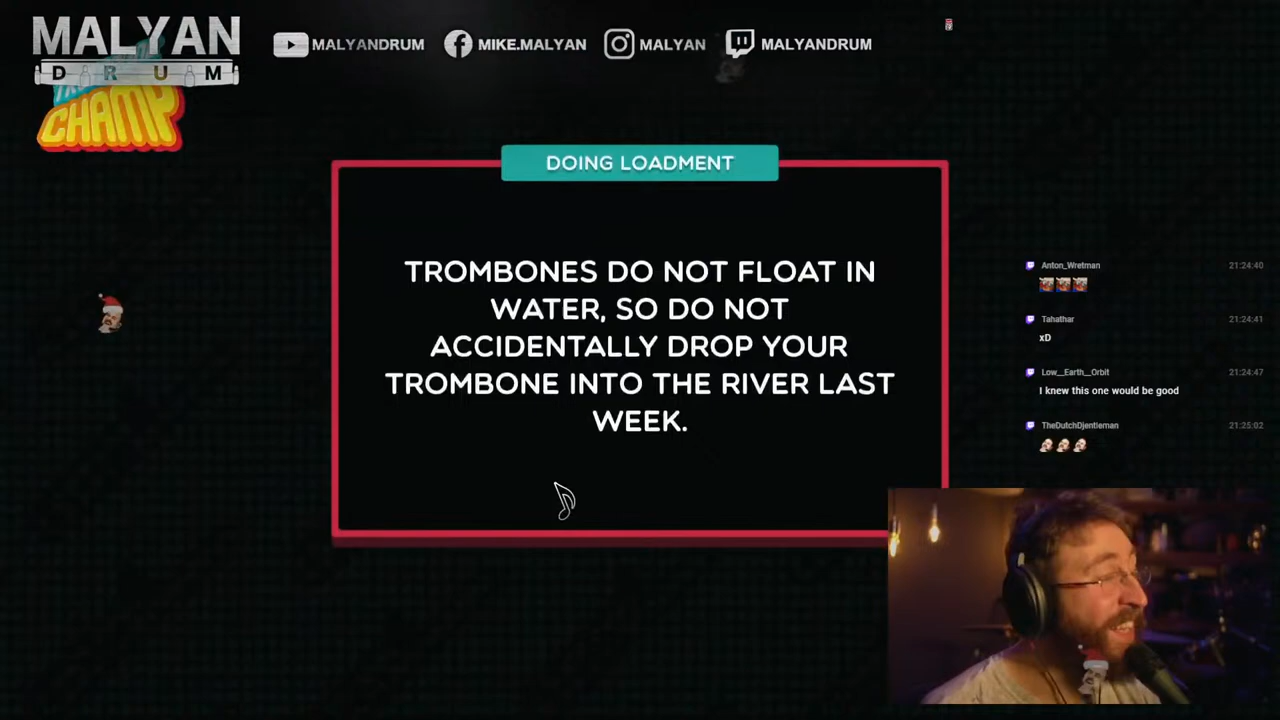 MALYAN
DRUM
CHAMP
MALYANDRUM
MIKE.MALYAN
MALYAN
MALYANDRUM
DOING LOADMENT
TROMBONES DO NOT FLOAT IN
WATER, SO DO NOT
ACCIDENTALLY DROP YOUR
TROMBONE INTO THE RIVER LAST
WEEK.
Anton_Wretman 21:24:40
Tahathar 21:24:41
xD
Low__Earth__Orbit 21:24:47
I knew this one would be good
TheDutchDjentleman 21:25:02